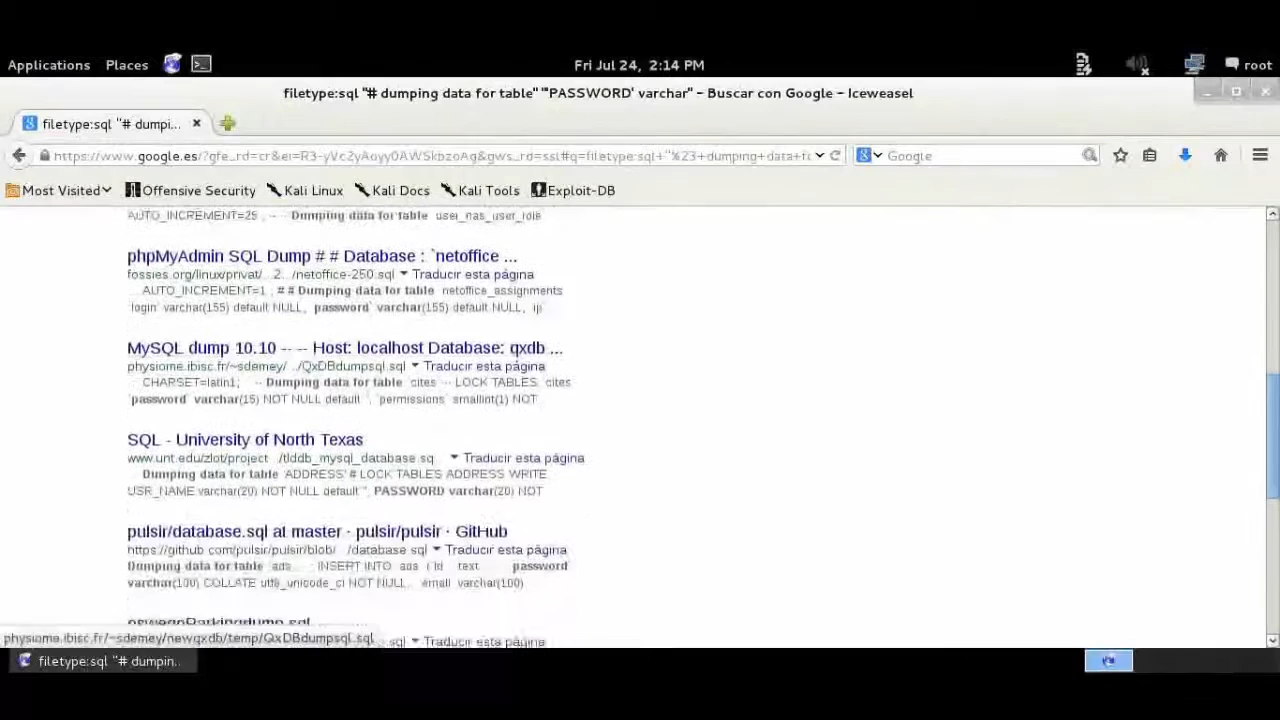 Applications Places Fri Jul 24, 2:14 PM root
filetype:sql "# dumping data for table" "'PASSWORD' varchar" - Buscar con Google - Iceweasel
filetype:sql "# dumpi...
https://www.google.es/?gfe_rd=cr&ei=R3-yVc2yAoyy0AWSkbzoAg&gws_rd=ssl#q=filetype:sql+"%23+dumping+data+fo Google
Most Visited Offensive Security Kali Linux Kali Docs Kali Tools Exploit-DB
AUTO_INCREMENT=25 ; -- -- Dumping data for table user_has_user_role
phpMyAdmin SQL Dump # # Database : `netoffice ...
fossies.org/linux/privat/...2.../netoffice-250.sql Traducir esta página
AUTO_INCREMENT=1 ; # # Dumping data for table netoffice_assignments
login` varchar(155) default NULL, password` varchar(155) default NULL, ip
MySQL dump 10.10 -- -- Host: localhost Database: qxdb ...
physiome.ibisc.fr/~sdemey/.../QxDBdumpsql.sql Traducir esta página
CHARSET=latin1; -- Dumping data for table cites -- LOCK TABLES cites
`password` varchar(15) NOT NULL default '', `permissions` smallint(1) NOT
SQL - University of North Texas
www.unt.edu/zlot/project /tlddb_mysql_database.sq Traducir esta página
Dumping data for table 'ADDRESS' # LOCK TABLES ADDRESS WRITE
USR_NAME varchar(20) NOT NULL default '', PASSWORD varchar(20) NOT
pulsir/database.sql at master · pulsir/pulsir · GitHub
https://github.com/pulsir/pulsir/blob/ /database.sql Traducir esta página
Dumping data for table ads ... INSERT INTO ads ( id text password
varchar(100) COLLATE utf8_unicode_ci NOT NULL, email varchar(100)
oswegoParkingdump.sql
.sql Traducir esta página
physiome.ibisc.fr/~sdemey/newqxdb/temp/QxDBdumpsql.sql
filetype:sql "# dumpin..